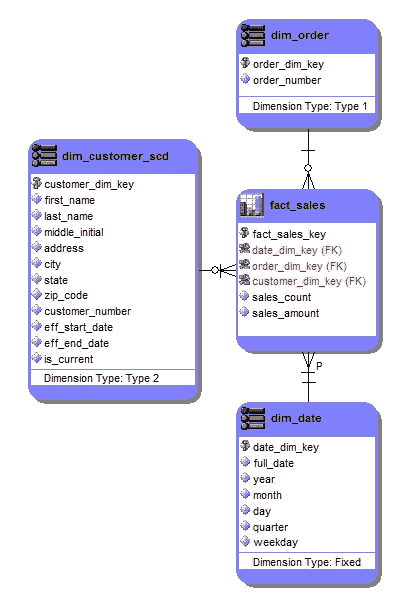 dim_order
order_dim_key
order_number
Dimension Type: Type 1
dim_customer_scd
customer_dim_key
first_name
last_name
middle_initial
address
city
state
zip_code
customer_number
eff_start_date
eff_end_date
is_current
Dimension Type: Type 2
fact_sales
fact_sales_key
date_dim_key (FK)
order_dim_key (FK)
customer_dim_key (FK)
sales_count
sales_amount
P
dim_date
date_dim_key
full_date
year
month
day
quarter
weekday
Dimension Type: Fixed